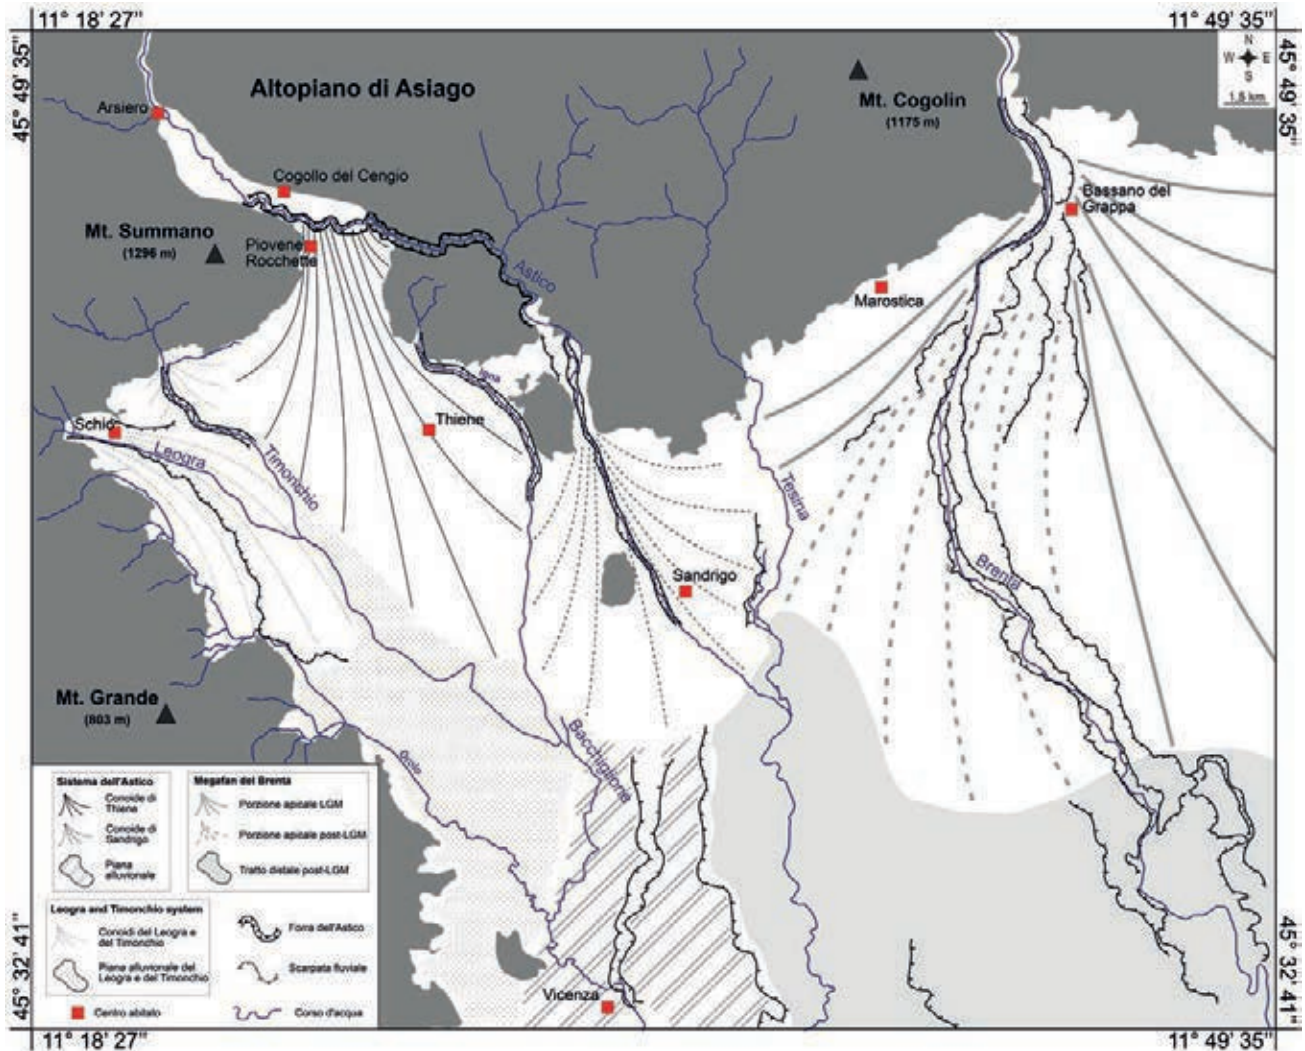 11° 18' 27"
11° 49' 35"
45° 49' 35"
45° 49' 35"
N
W E
S
1.5 km
Altopiano di Asiago
Mt. Cogolin
(1175 m)
Arsiero
Cogollo del Cengio
Bassano del
Grappa
Mt. Summano
(1296 m)
Piovene
Rocchette
Astico
Marostica
Schio
Thiene
Leogra
Timonchio
Tesina
Sandrigo
Brenta
Mt. Grande
(803 m)
Bacchiglione
Vicenza
Sistema dell'Astico
Conoide di
Thiene
Conoide di
Sandrigo
Piana
alluvionale
Megafan del Brenta
Porzione apicale LGM
Porzione apicale post-LGM
Tratto distale post-LGM
Leogra and Timonchio system
Conoidi del Leogra e
del Timonchio
Piana alluvionale del
Leogra e del Timonchio
Forra dell'Astico
Scarpata fluviale
Centro abitato
Corso d'acqua
45° 32' 41"
45° 32' 41"
11° 18' 27"
11° 49' 35"